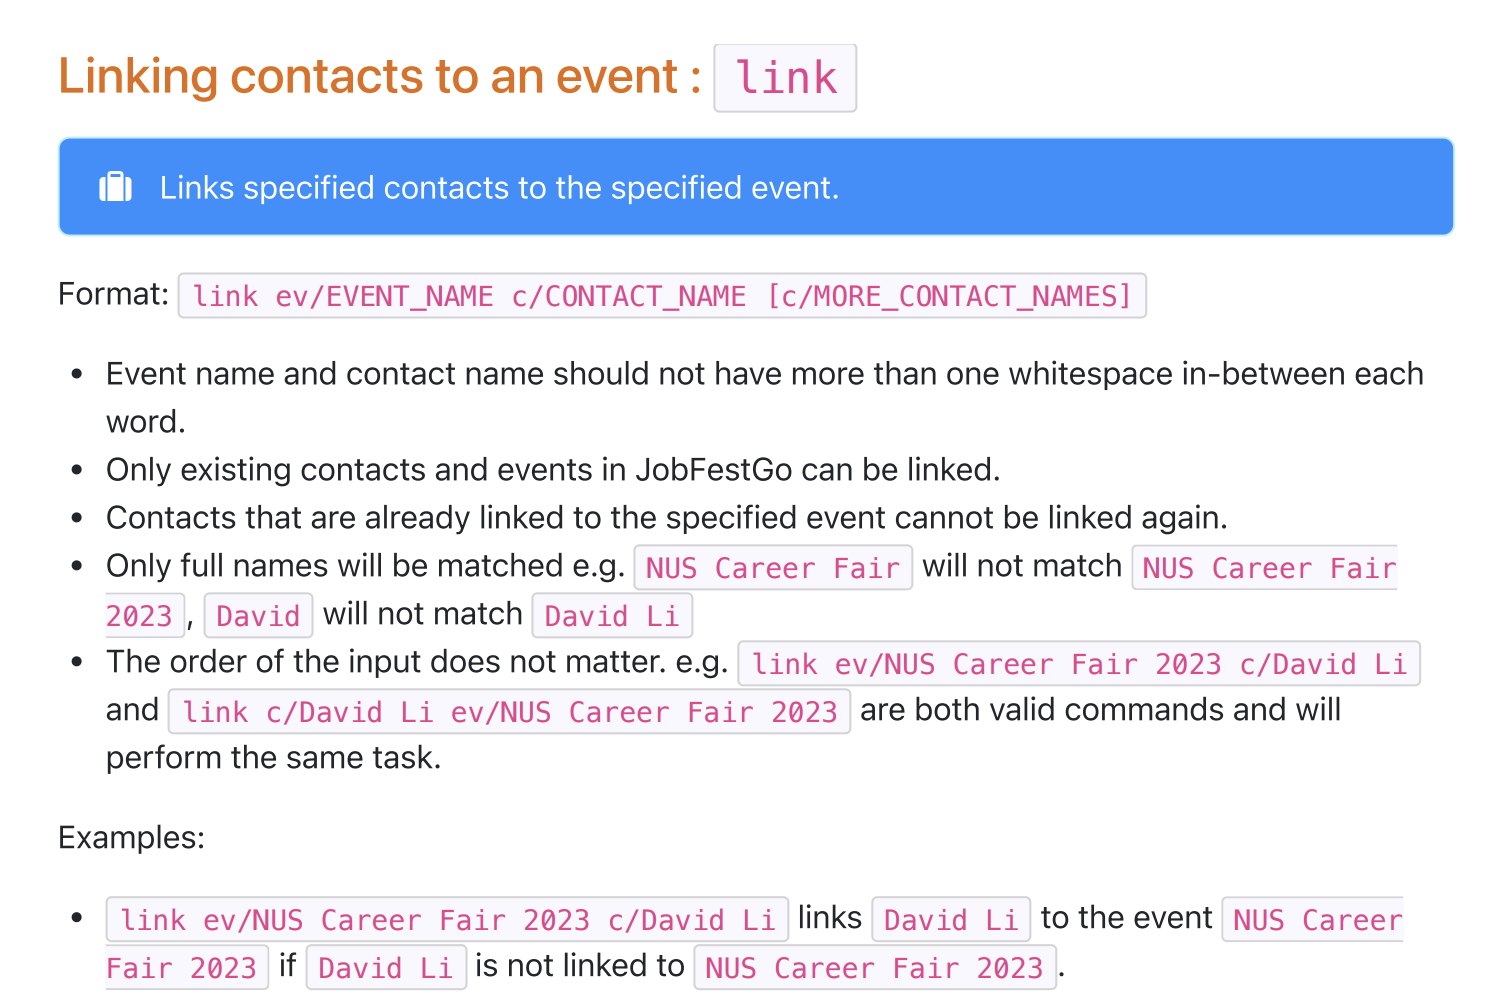 Linking contacts to an event : link
Links specified contacts to the specified event.
Format: link ev/EVENT_NAME c/CONTACT_NAME [c/MORE_CONTACT_NAMES]
• Event name and contact name should not have more than one whitespace in-between each
word.
• Only existing contacts and events in JobFestGo can be linked.
• Contacts that are already linked to the specified event cannot be linked again.
• Only full names will be matched e.g. NUS Career Fair will not match NUS Career Fair
2023, David will not match David Li
• The order of the input does not matter. e.g. link ev/NUS Career Fair 2023 c/David Li
and link c/David Li ev/NUS Career Fair 2023 are both valid commands and will
perform the same task.
Examples:
• link ev/NUS Career Fair 2023 c/David Li links David Li to the event NUS Career
Fair 2023 if David Li is not linked to NUS Career Fair 2023.